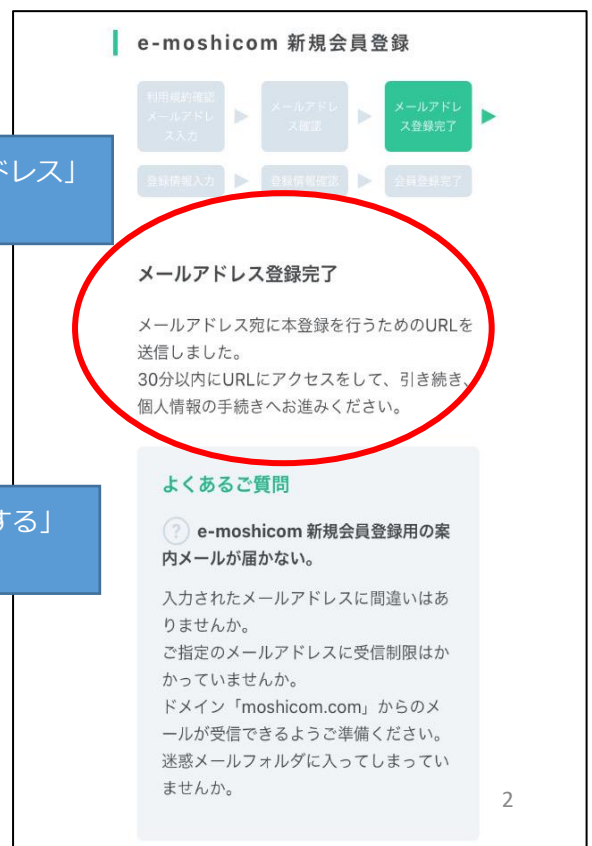 e-moshicom 新規会員登録
利用規約確認
メールアドレ
ス入力
メールアドレ
ス確認
メールアドレ
ス登録完了
登録情報入力
登録情報確認
会員登録完了
ドレス」
メールアドレス登録完了
メールアドレス宛に本登録を行うためのURLを
送信しました。
30分以内にURLにアクセスをして、引き続き、
個人情報の手続きへお進みください。
する」
よくあるご質問
? e-moshicom 新規会員登録用の案
内メールが届かない。
入力されたメールアドレスに間違いはあ
りませんか。
ご指定のメールアドレスに受信制限はか
かっていませんか。
ドメイン「moshicom.com」からのメ
ールが受信できるようご準備ください。
迷惑メールフォルダに入ってしまってい
ませんか。
2